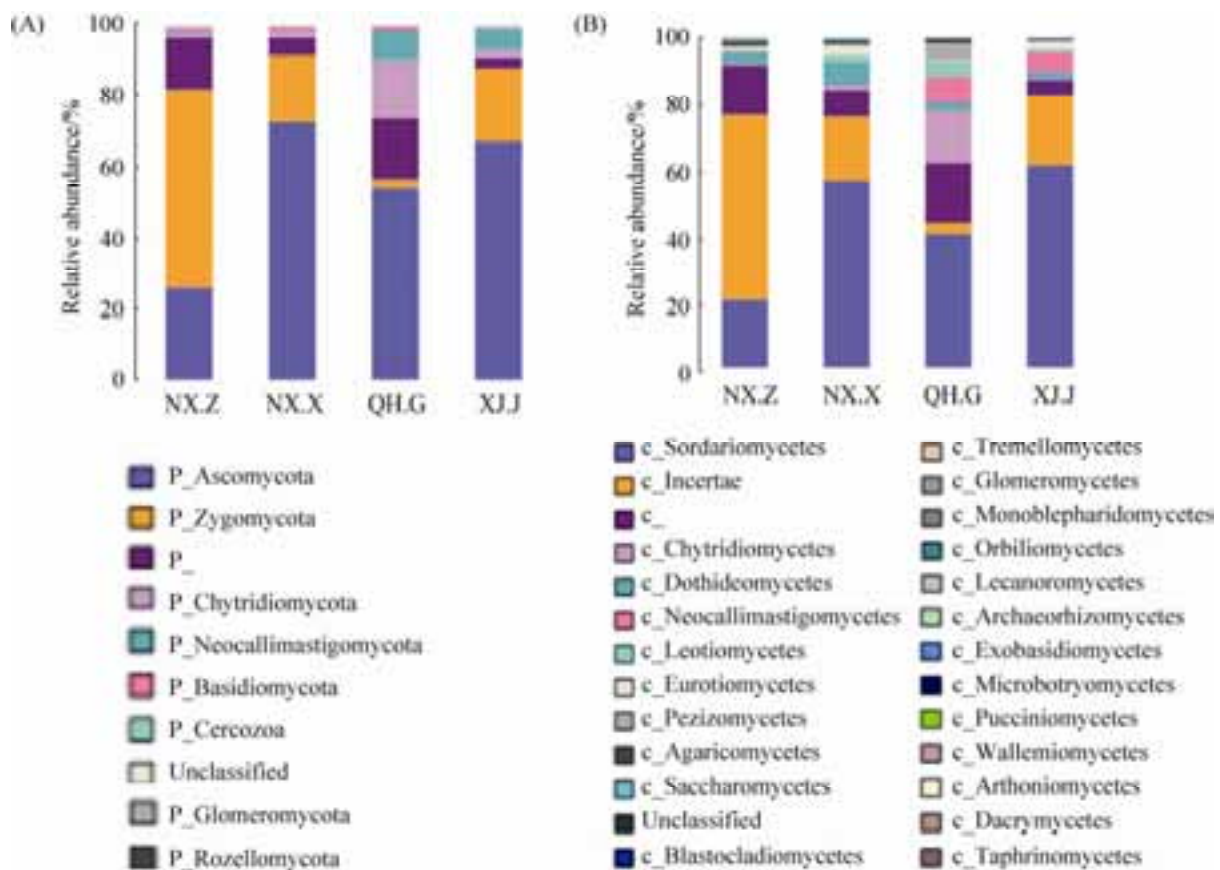 (A)
Relative abundance/%
100
80
60
40
20
0
NX.Z NX.X QH.G XJ.J
P_Ascomycota
P_Zygomycota
P_
P_Chytridiomycota
P_Neocallimastigomycota
P_Basidiomycota
P_Cercozoa
Unclassified
P_Glomeromycota
P_Rozellomycota
(B)
Relative abundance/%
100
80
60
40
20
0
NX.Z NX.X QH.G XJ.J
c_Sordariomycetes
c_Incertae
c_
c_Chytridiomycetes
c_Dothideomycetes
c_Neocallimastigomycetes
c_Leotiomycetes
c_Eurotiomycetes
c_Pezizomycetes
c_Agaricomycetes
c_Saccharomycetes
Unclassified
c_Blastocladiomycetes
c_Tremellomycetes
c_Glomeromycetes
c_Monoblepharidomycetes
c_Orbiliomycetes
c_Lecanoromycetes
c_Archaeorhizomycetes
c_Exobasidiomycetes
c_Microbotryomycetes
c_Pucciniomycetes
c_Wallemiomycetes
c_Arthoniomycetes
c_Dacrymycetes
c_Taphrinomycetes